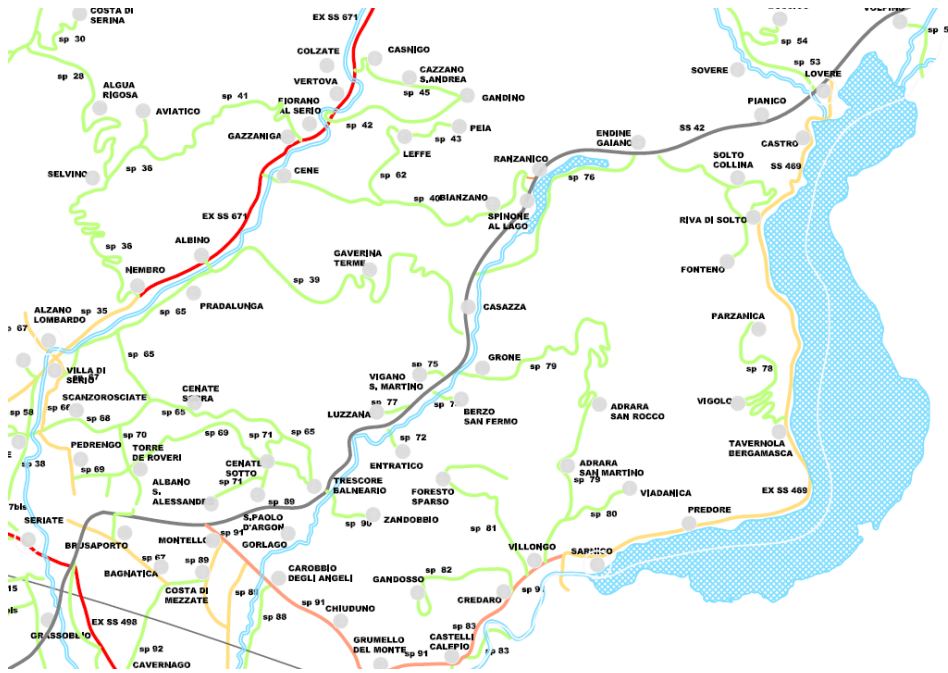 COSTA DI
SERINA
EX SS 671
sp 30
COLZATE
CASNIGO
sp 54
VOLPINO
sp 53
sp 28
ALGUA
RIGOSA
AVIATICO
sp 41
VERTOVA
CAZZANO
S.ANDREA
sp 45
GANDINO
SOVERE
LOVERE
FIORANO
AL SERIO
sp 42
PIANICO
GAZZANIGA
LEFFE
PEIA
sp 43
ENDINE
GAIANO
SS 42
CASTRO
SELVINO
sp 36
CENE
sp 62
RANZANICO
sp 76
SOLTO
COLLINA
SS 469
EX SS 671
sp 40
BIANZANO
SPINONE
AL LAGO
RIVA DI SOLTO
sp 36
ALBINO
GAVERINA
TERME
FONTENO
NEMBRO
sp 39
PRADALUNGA
CASAZZA
ALZANO
LOMBARDO
sp 35
sp 65
PARZANICA
67
sp 65
VILLA DI
SERIO
sp 75
GRONE
sp 79
sp 78
VIGANO
S. MARTINO
SCANZOROSCIATE
CENATE
sp 65
sp 77
LUZZANA
BERZO
SAN FERMO
ADRARA
SAN ROCCO
VIGOLO
sp 58
sp 66
sp 68
sp 70
sp 69
sp 71
sp 65
sp 72
TAVERNOLA
BERGAMASCA
sp 38
PEDRENGO
sp 69
TORRE
DE ROVERI
CENATE
SOTTO
ENTRATICO
ADRARA
SAN MARTINO
sp 79
ALBANO
S.
ALESSANDRO
sp 71
sp 89
TRESCORE
BALNEARIO
FORESTO
SPARSO
VIADANICA
EX SS 469
7bis
SERIATE
S.PAOLO
D'ARGON
sp 90
ZANDOBBIO
sp 81
sp 80
PREDORE
BRUSAPORTO
MONTELLO
sp 91
GORLAGO
VILLONGO
SARNICO
sp 67
sp 89
BAGNATICA
CAROBBIO
DEGLI ANGELI
GANDOSSO
sp 82
COSTA DI
MEZZATE
sp 89
CREDARO
sp 91
15
sp 91
GRASSOBBIO
EX SS 498
sp 88
CHIUDUNO
sp 83
sp 92
CAVERNAGO
GRUMELLO
DEL MONTE
sp 91
CASTELLI
CALEPIO
sp 83